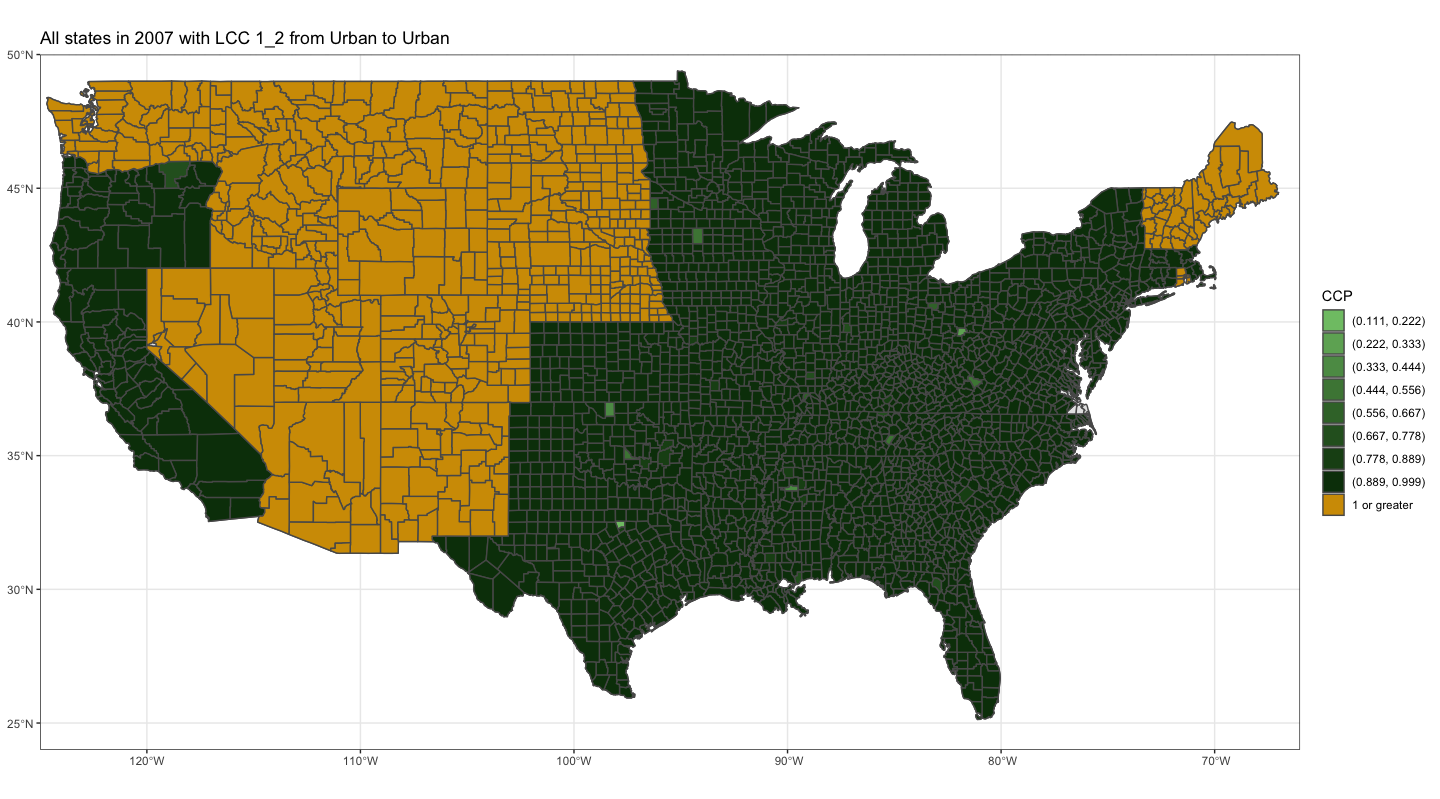 All states in 2007 with LCC 1_2 from Urban to Urban
50°N
45°N
40°N
35°N
30°N
25°N
120°W
110°W
100°W
90°W
80°W
70°W
CCP
(0.111, 0.222)
(0.222, 0.333)
(0.333, 0.444)
(0.444, 0.556)
(0.556, 0.667)
(0.667, 0.778)
(0.778, 0.889)
(0.889, 0.999)
1 or greater